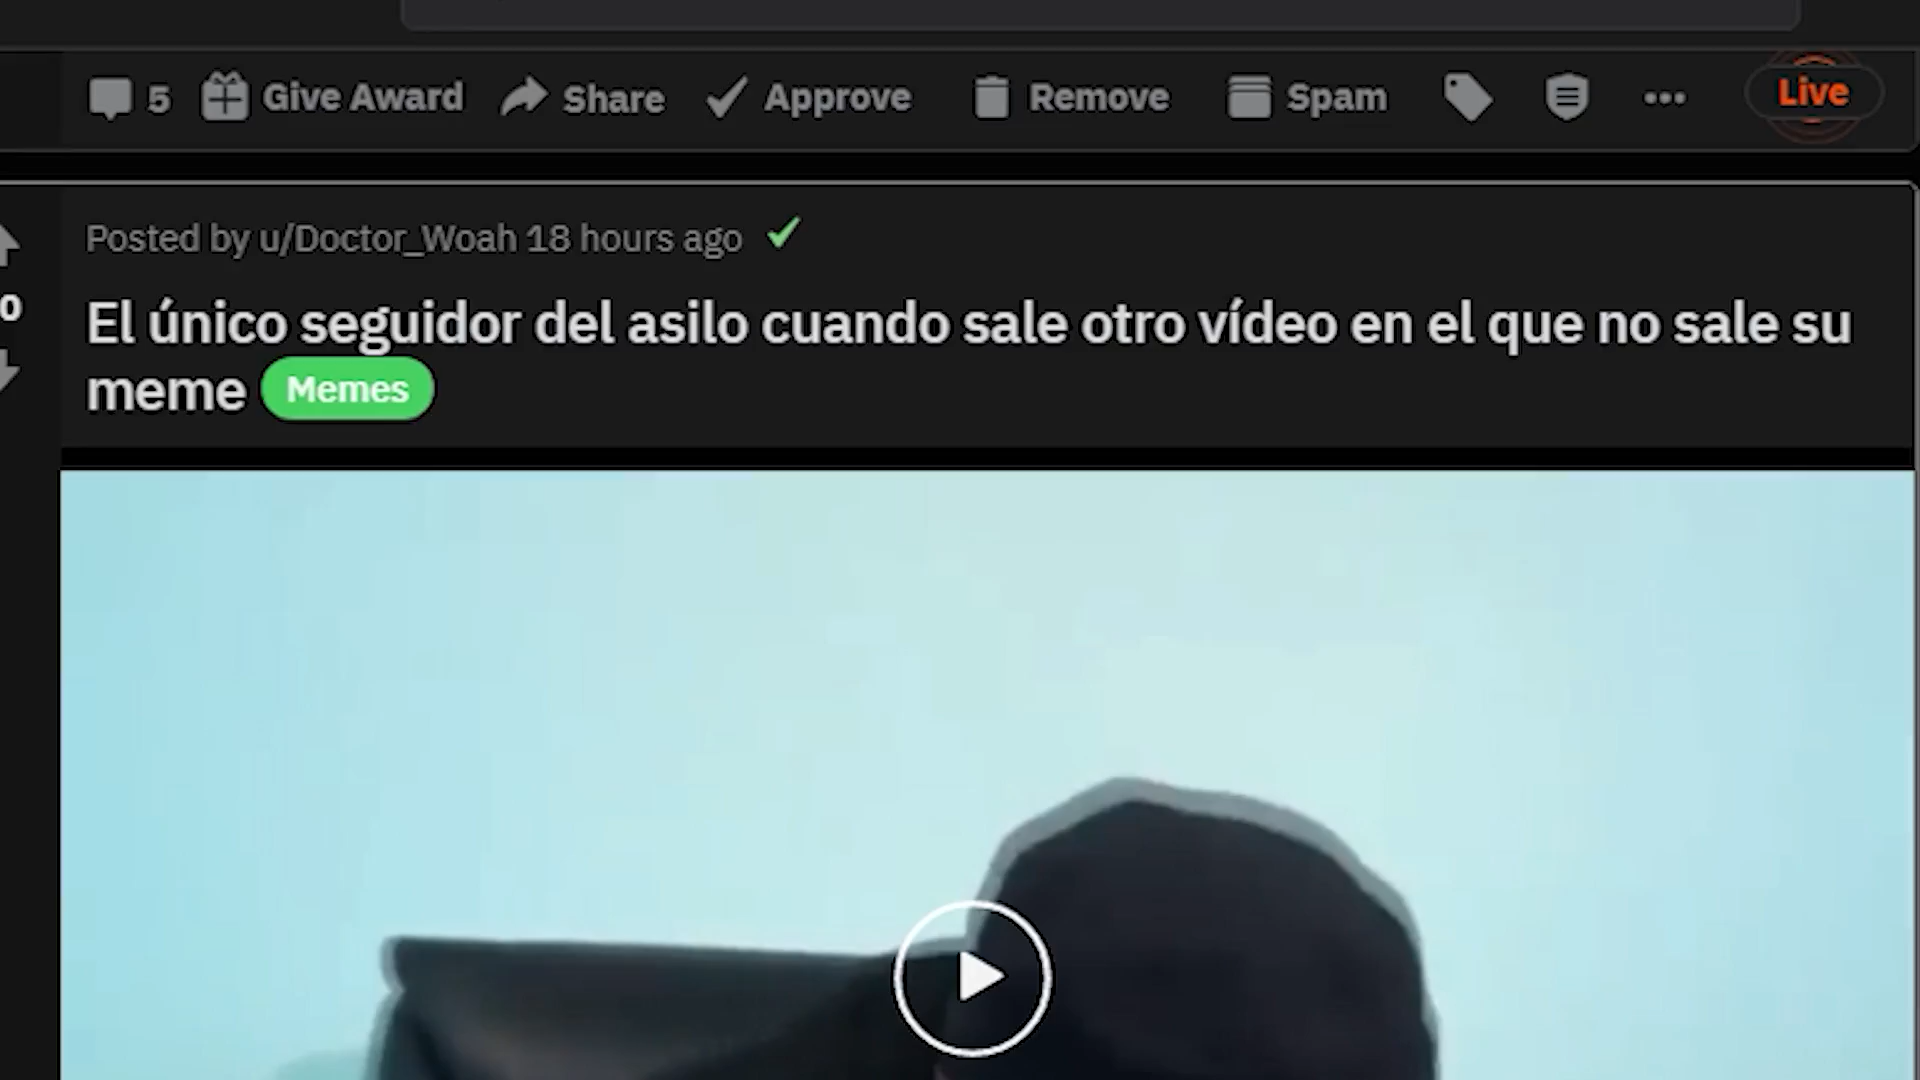 5 Give Award Share Approve Remove Spam Live
Posted by u/Doctor_Woah 18 hours ago
El único seguidor del asilo cuando sale otro vídeo en el que no sale su
meme Memes